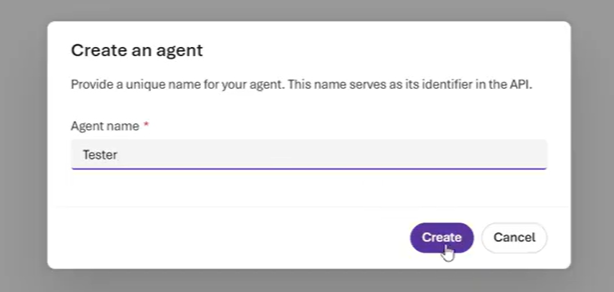 Create an agent
Provide a unique name for your agent. This name serves as its identifier in the API.
Agent name *
Tester
Create
Cancel